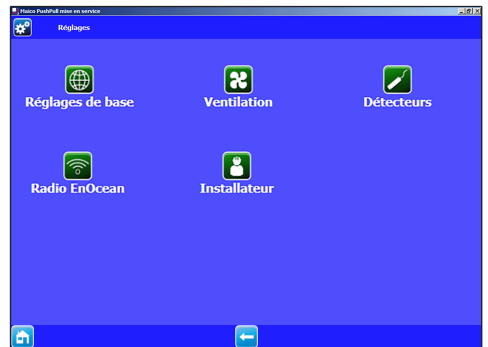 Maico PushPull mise en service
Réglages
Réglages de base
Ventilation
Détecteurs
Radio EnOcean
Installateur